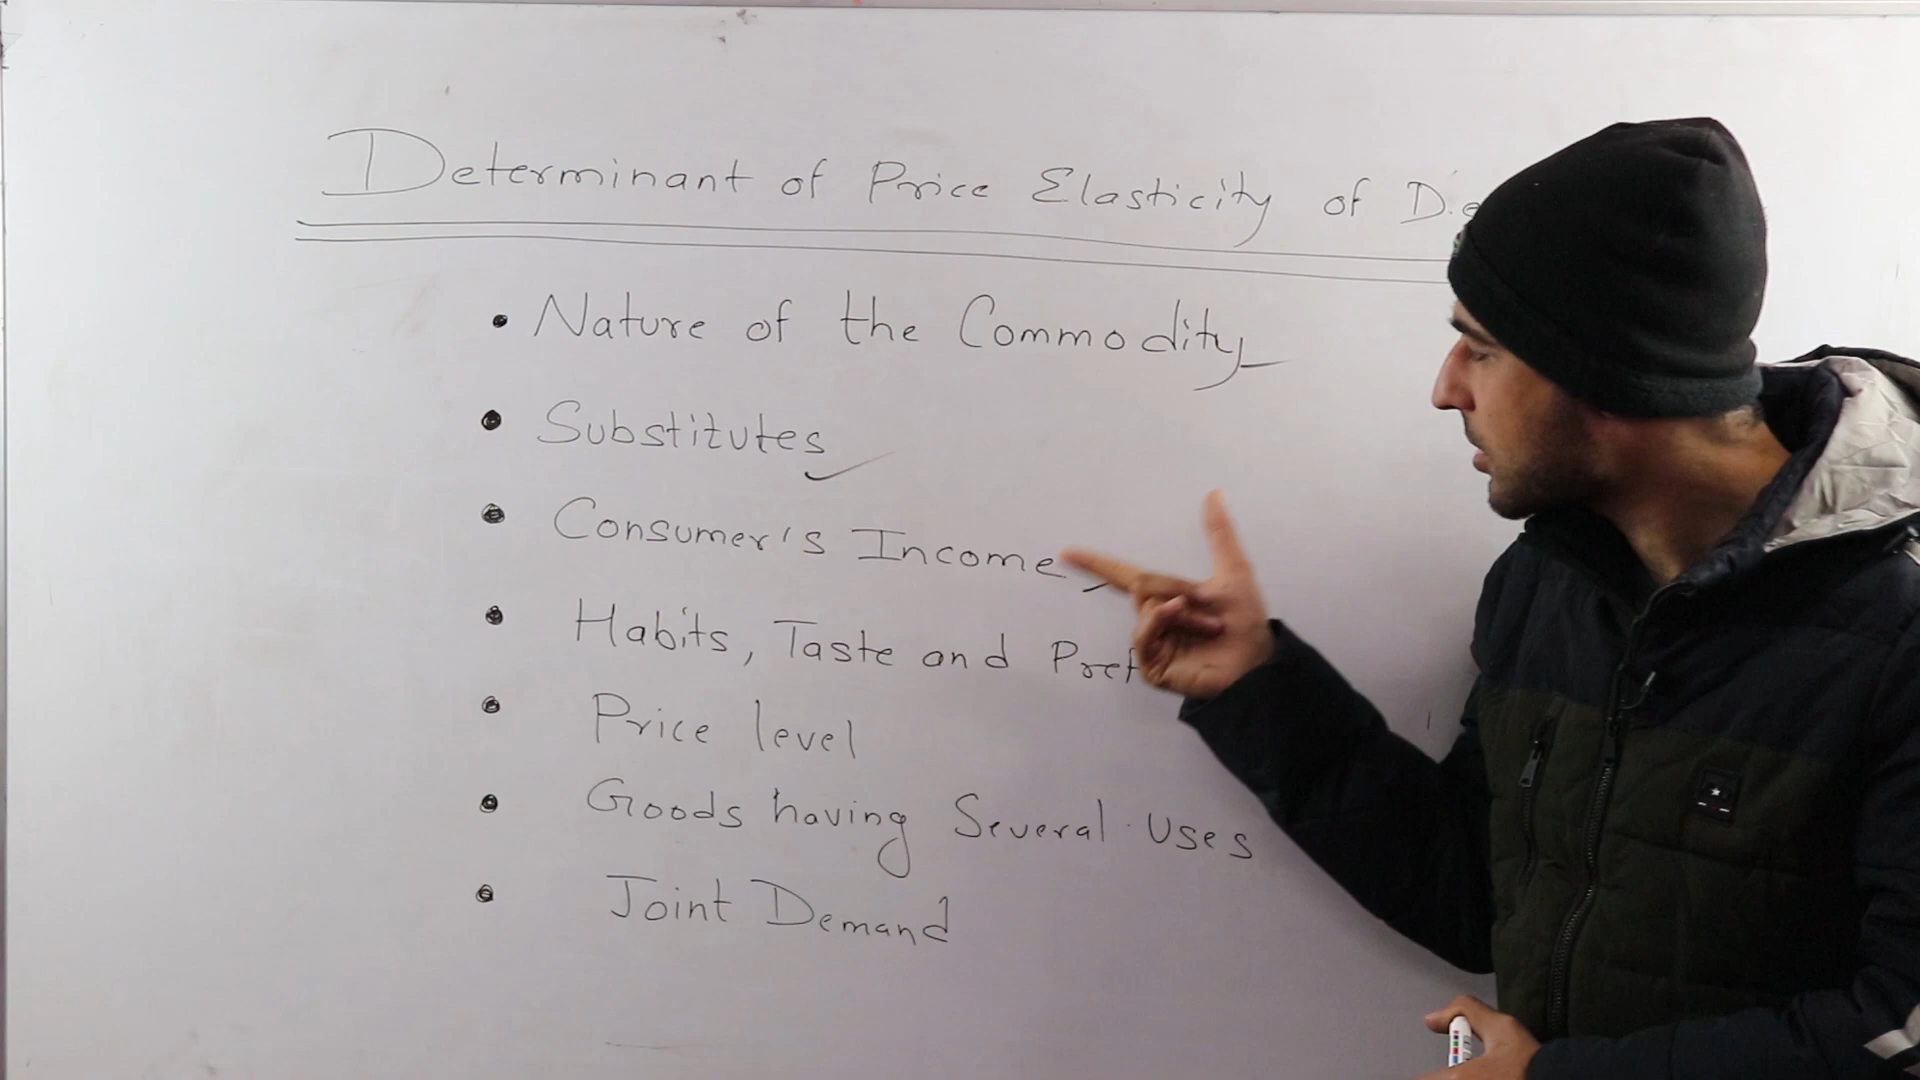 Determinant of Price Elasticity of D.e
• Nature of the Commodity
• Substitutes
• Consumer's Income
• Habits, Taste and Pref
• Price level
• Goods having Several Uses
• Joint Demand